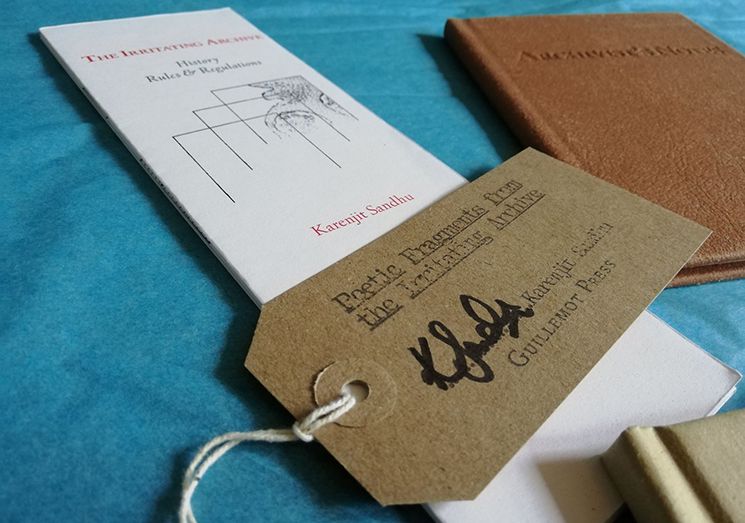 THE IRRITATING ARCHIVE
History
Rules & Regulations
Karenjit Sandhu
Poetic Fragments from
the Irritating Archive
Karenjit Sandhu
GUILLEMOT PRESS